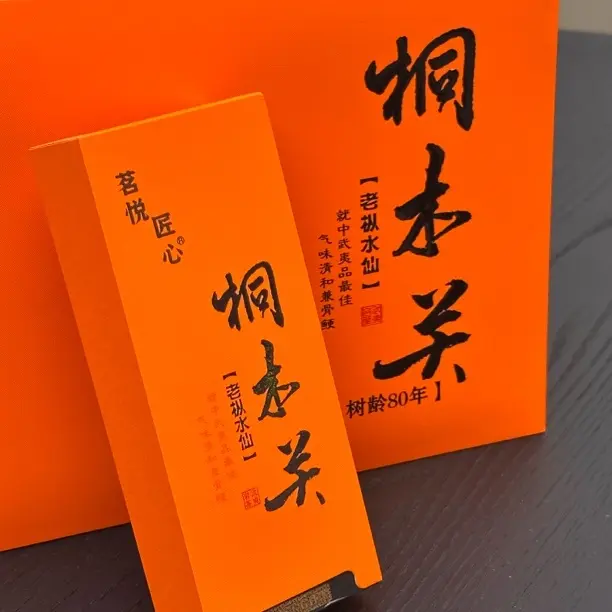 茗悦匠心®
桐木关
【老枞水仙】
桐木关
【老枞水仙】
就中武夷品最佳
气味清和兼骨鲠
树龄80年】